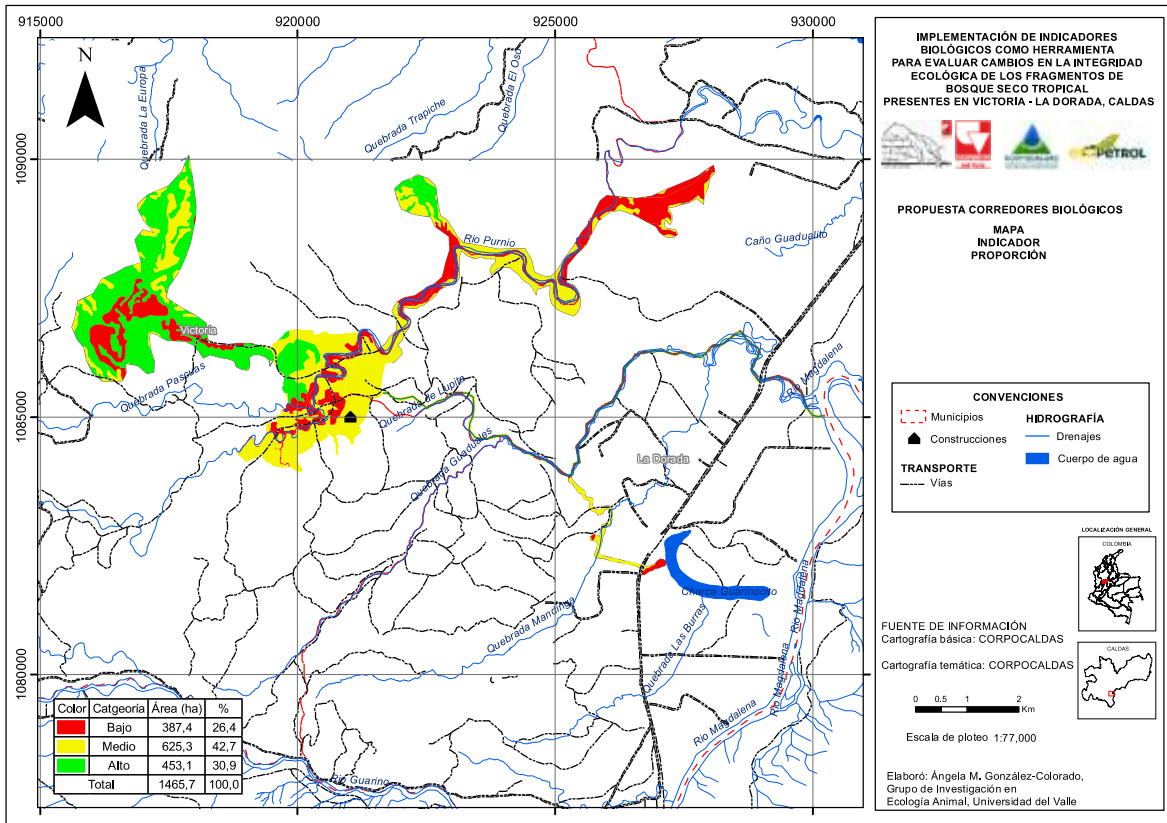 915000
920000
925000
930000
1090000
1085000
1080000
N
Quebrada La Europa
Quebrada Trapiche
Quebrada El Oso
Rio Purnio
Caño Guadualito
Victoria
Quebrada Pascuas
Quebrada de Lupita
Quebrada Guaduales
La Dorada
Rio Magdalena
Charca Guarinocito
Quebrada Mandinga
Quebrada Las Burras
Rio Magdalena
Rio Magdalena
Rio Magdalena
Rio Guarino
Color Catgeoría Área (ha) %
Bajo 387,4 26,4
Medio 625,3 42,7
Alto 453,1 30,9
Total 1465,7 100,0
IMPLEMENTACIÓN DE INDICADORES
BIOLÓGICOS COMO HERRAMIENTA
PARA EVALUAR CAMBIOS EN LA INTEGRIDAD
ECOLÓGICA DE LOS FRAGMENTOS DE
BOSQUE SECO TROPICAL
PRESENTES EN VICTORIA - LA DORADA, CALDAS
PETROL
PROPUESTA CORREDORES BIOLÓGICOS
MAPA
INDICADOR
PROPORCIÓN
CONVENCIONES
Municipios
Construcciones
TRANSPORTE
Vías
HIDROGRAFÍA
Drenajes
Cuerpo de agua
LOCALIZACIÓN GENERAL
COLOMBIA
CALDAS
FUENTE DE INFORMACIÓN
Cartografía básica: CORPOCALDAS
Cartografía temática: CORPOCALDAS
0 0.5 1 2
Km
Escala de ploteo 1:77,000
Elaboró: Ángela M. González-Colorado,
Grupo de Investigación en
Ecología Animal, Universidad del Valle